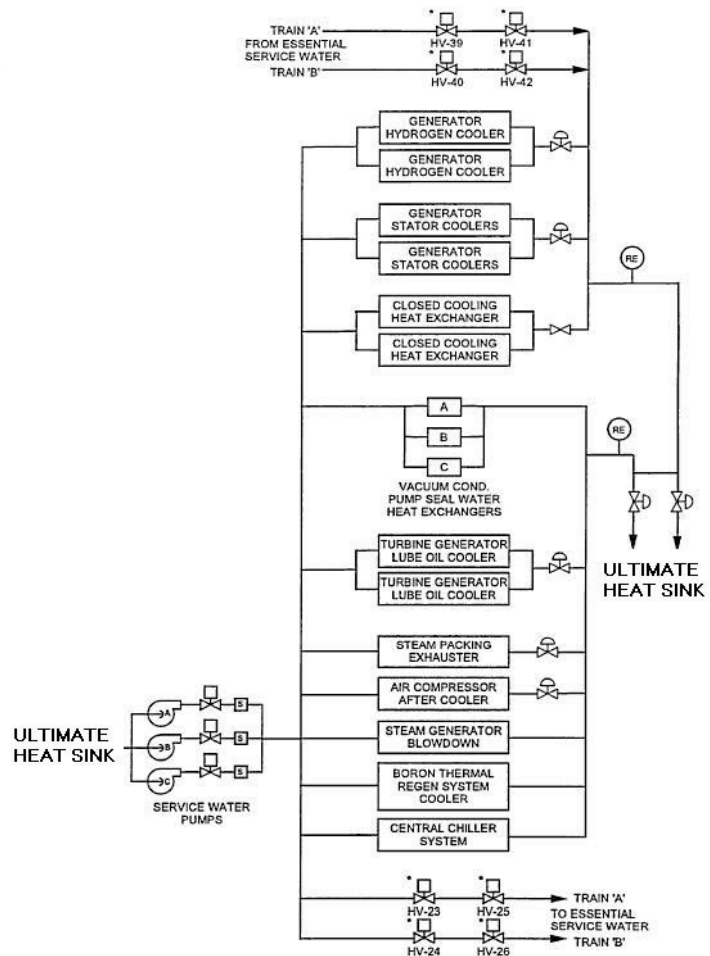 TRAIN 'A'
FROM ESSENTIAL
SERVICE WATER
TRAIN 'B'
*
*
HV-39
HV-41
*
*
HV-40
HV-42
GENERATOR
HYDROGEN COOLER
GENERATOR
HYDROGEN COOLER
GENERATOR
STATOR COOLERS
GENERATOR
STATOR COOLERS
RE
CLOSED COOLING
HEAT EXCHANGER
CLOSED COOLING
HEAT EXCHANGER
A
B
C
RE
VACUUM COND.
PUMP SEAL WATER
HEAT EXCHANGERS
TURBINE GENERATOR
LUBE OIL COOLER
TURBINE GENERATOR
LUBE OIL COOLER
ULTIMATE
HEAT SINK
STEAM PACKING
EXHAUSTER
AIR COMPRESSOR
AFTER COOLER
STEAM GENERATOR
BLOWDOWN
BORON THERMAL
REGEN SYSTEM
COOLER
CENTRAL CHILLER
SYSTEM
ULTIMATE
HEAT SINK
A
S
B
S
C
S
SERVICE WATER
PUMPS
*
*
HV-23
HV-25
*
*
HV-24
HV-26
TRAIN 'A'
TO ESSENTIAL
SERVICE WATER
TRAIN 'B'